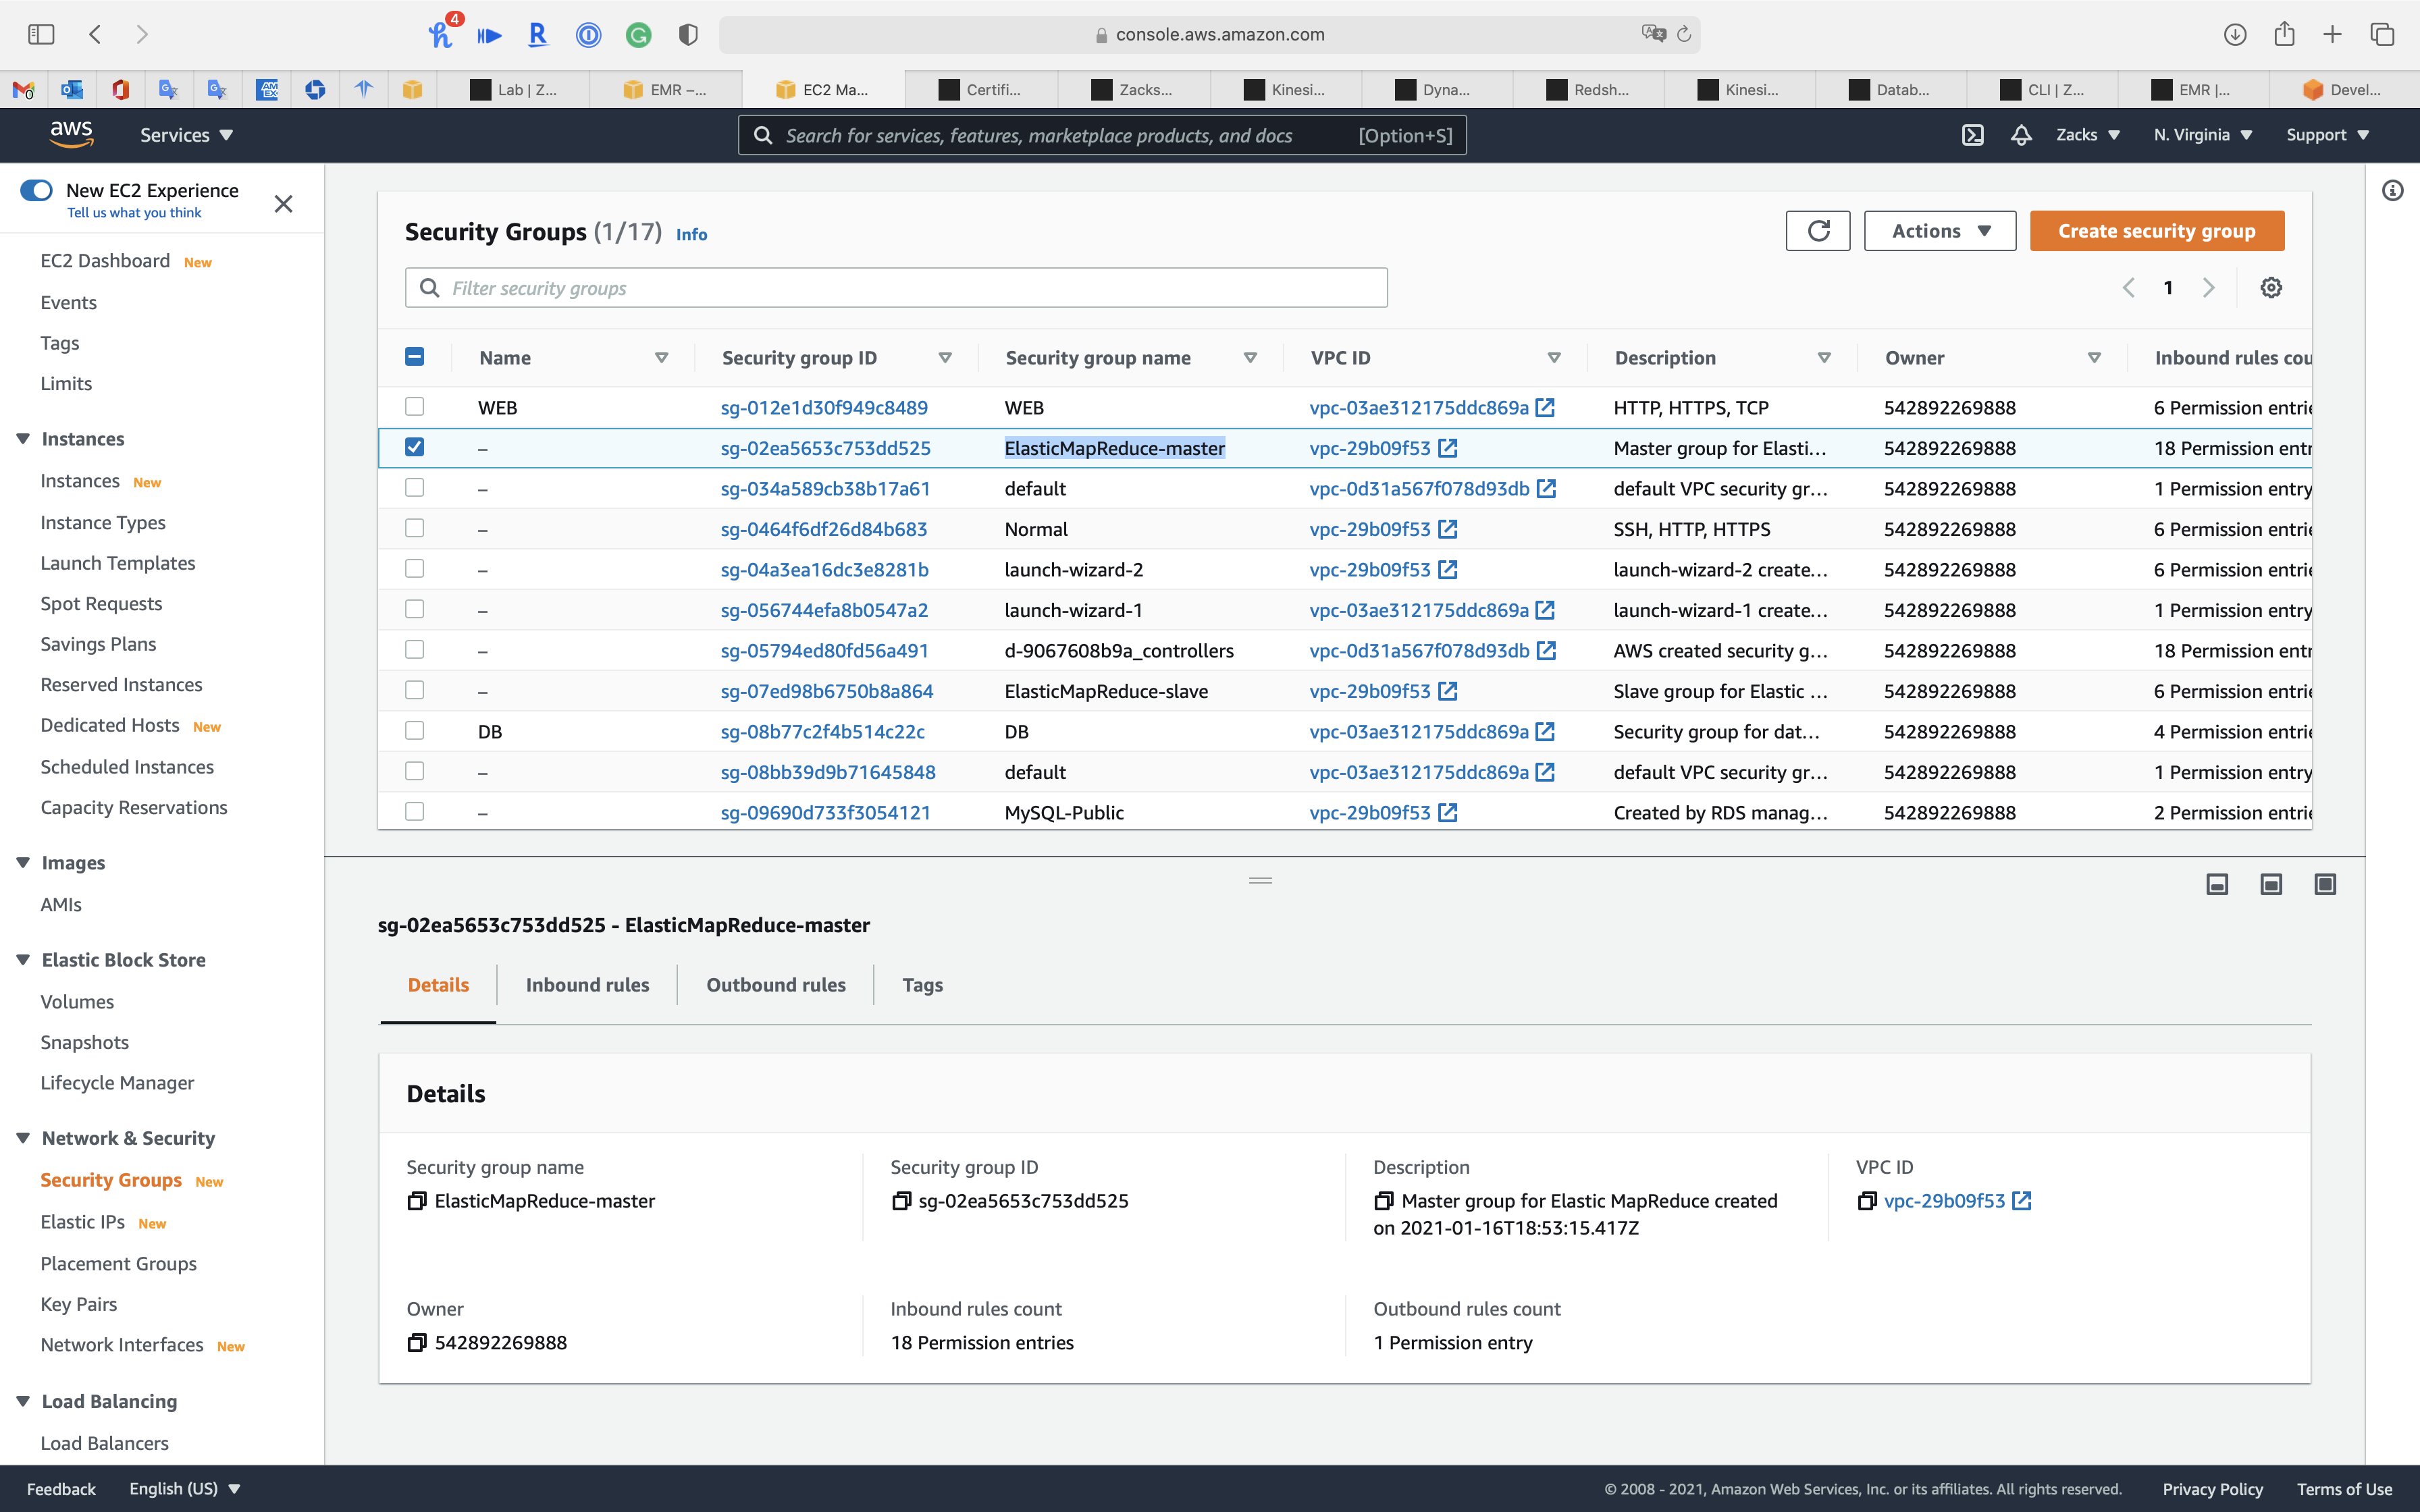 4
console.aws.amazon.com
Lab | Z...
EMR –...
EC2 Ma...
Certifi...
Zacks...
Kinesi...
Dyna...
Redsh...
Kinesi...
Datab...
CLI | Z...
EMR |...
Devel...
aws
Services
Search for services, features, marketplace products, and docs [Option+S]
Zacks
N. Virginia
Support
New EC2 Experience
Tell us what you think
EC2 Dashboard New
Events
Tags
Limits
Instances
Instances New
Instance Types
Launch Templates
Spot Requests
Savings Plans
Reserved Instances
Dedicated Hosts New
Scheduled Instances
Capacity Reservations
Images
AMIs
Elastic Block Store
Volumes
Snapshots
Lifecycle Manager
Network & Security
Security Groups New
Elastic IPs New
Placement Groups
Key Pairs
Network Interfaces New
Load Balancing
Load Balancers
Security Groups (1/17) Info
Actions
Create security group
Filter security groups
1
Name Security group ID Security group name VPC ID Description Owner Inbound rules cou
WEB sg-012e1d30f949c8489 WEB vpc-03ae312175ddc869a HTTP, HTTPS, TCP 542892269888 6 Permission entrie
– sg-02ea5653c753dd525 ElasticMapReduce-master vpc-29b09f53 Master group for Elasti... 542892269888 18 Permission entr
– sg-034a589cb38b17a61 default vpc-0d31a567f078d93db default VPC security gr... 542892269888 1 Permission entry
– sg-0464f6df26d84b683 Normal vpc-29b09f53 SSH, HTTP, HTTPS 542892269888 6 Permission entrie
– sg-04a3ea16dc3e8281b launch-wizard-2 vpc-29b09f53 launch-wizard-2 create... 542892269888 6 Permission entrie
– sg-056744efa8b0547a2 launch-wizard-1 vpc-03ae312175ddc869a launch-wizard-1 create... 542892269888 1 Permission entry
– sg-05794ed80fd56a491 d-9067608b9a_controllers vpc-0d31a567f078d93db AWS created security g... 542892269888 18 Permission entr
– sg-07ed98b6750b8a864 ElasticMapReduce-slave vpc-29b09f53 Slave group for Elastic ... 542892269888 6 Permission entrie
DB sg-08b77c2f4b514c22c DB vpc-03ae312175ddc869a Security group for dat... 542892269888 4 Permission entrie
– sg-08bb39d9b71645848 default vpc-03ae312175ddc869a default VPC security gr... 542892269888 1 Permission entry
– sg-09690d733f3054121 MySQL-Public vpc-29b09f53 Created by RDS manag... 542892269888 2 Permission entrie
sg-02ea5653c753dd525 - ElasticMapReduce-master
Details Inbound rules Outbound rules Tags
Details
Security group name Security group ID Description VPC ID
ElasticMapReduce-master sg-02ea5653c753dd525 Master group for Elastic MapReduce created vpc-29b09f53
on 2021-01-16T18:53:15.417Z
Owner Inbound rules count Outbound rules count
542892269888 18 Permission entries 1 Permission entry
Feedback English (US) © 2008 - 2021, Amazon Web Services, Inc. or its affiliates. All rights reserved. Privacy Policy Terms of Use